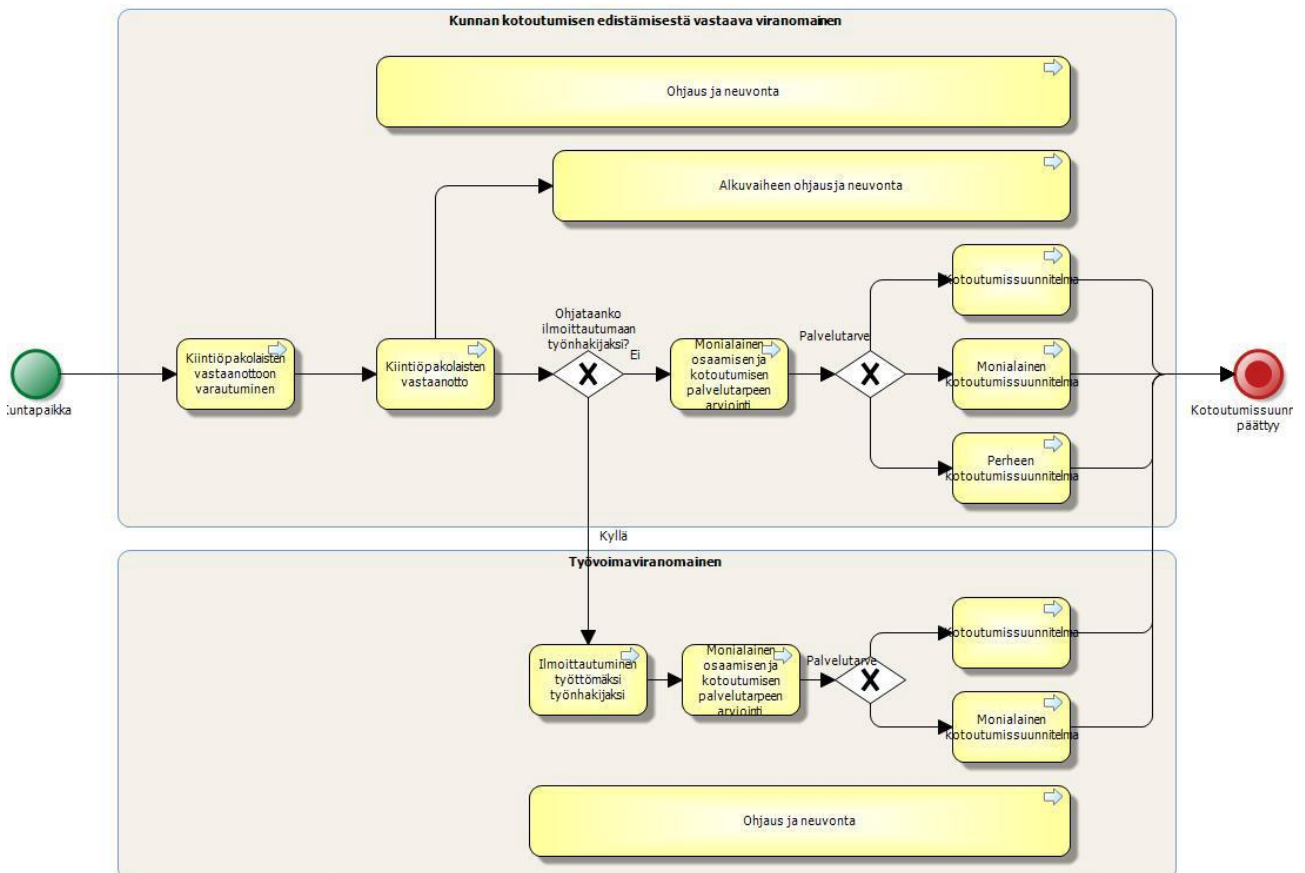 Kunnan kotoutumisen edistämisestä vastaava viranomainen
Ohjaus ja neuvonta
Alkuvaiheen ohjaus ja neuvonta
Kotoutumissuunnitelma
Ohjataanko
ilmoittautumaan
työnhakijaksi?
Ei
Palvelutarve
Kiintiöpakolaisten
vastaanottoon
varautuminen
Kiintiöpakolaisten
vastaanotto
Monialainen
osaamisen ja
kotoutumisen
palvelutarpeen
arviointi
Monialainen
kotoutumissuunnitelma
Kuntapaikka
Kotoutumissuunn
päättyy
Perheen
kotoutumissuunnitelma
Kyllä
Työvoimaviranomainen
Kotoutumissuunnitelma
Ilmoittautuminen
työttömäksi
työnhakijaksi
Monialainen
osaamisen ja
kotoutumisen
palvelutarpeen
arviointi
Palvelutarve
Monialainen
kotoutumissuunnitelma
Ohjaus ja neuvonta